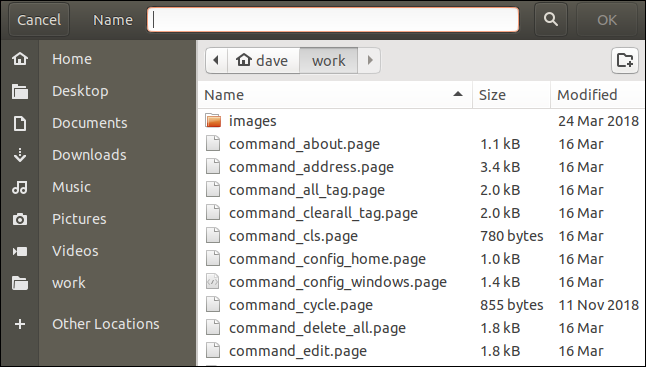 Cancel Name OK
Home
Desktop
Documents
Downloads
Music
Pictures
Videos
work
Other Locations
dave work
Name Size Modified
images 24 Mar 2018
command_about.page 1.1 kB 16 Mar
command_address.page 3.4 kB 16 Mar
command_all_tag.page 2.0 kB 16 Mar
command_clearall_tag.page 2.0 kB 16 Mar
command_cls.page 780 bytes 16 Mar
command_config_home.page 1.0 kB 16 Mar
command_config_windows.page 1.4 kB 16 Mar
command_cycle.page 855 bytes 11 Nov 2018
command_delete_all.page 1.8 kB 16 Mar
command_edit.page 1.8 kB 16 Mar